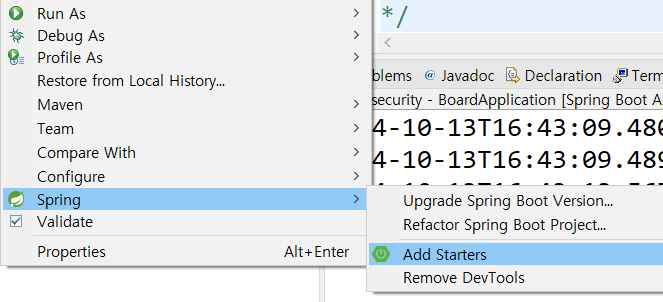 Run As
Debug As
Profile As
Restore from Local History...
Maven
Team
Compare With
Configure
Spring
Validate
Properties Alt+Enter
*/
blems @ Javadoc Declaration Term
security - BoardApplication [Spring Boot A
4-10-13T16:43:09.480
4-10-13T16:43:09.489
Upgrade Spring Boot Version...
Refactor Spring Boot Project...
Add Starters
Remove DevTools